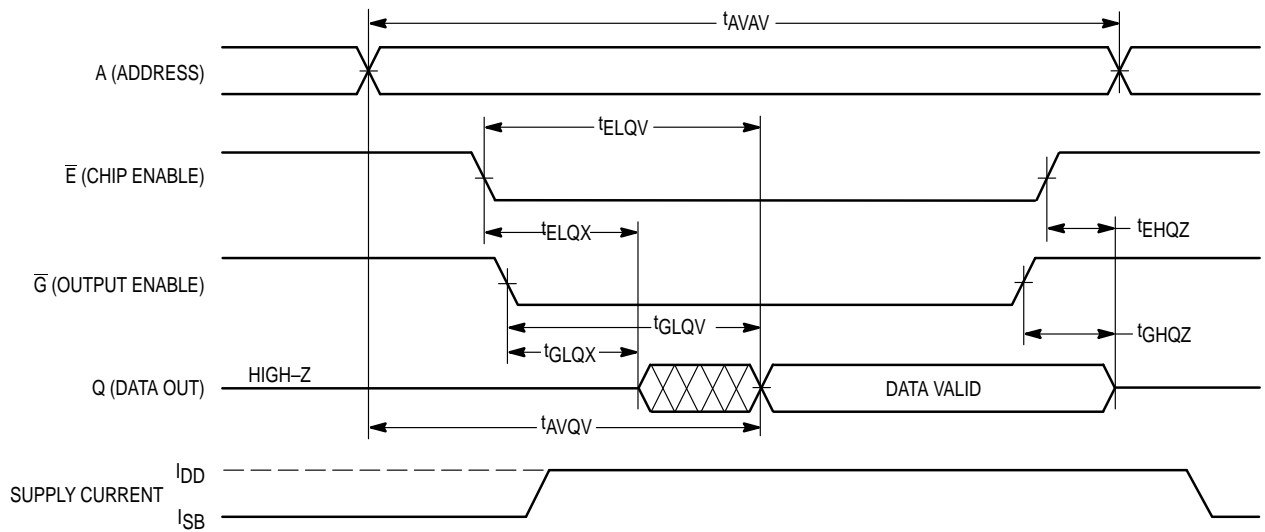 tAVAV
A (ADDRESS)
tELQV
E̅ (CHIP ENABLE)
tELQX
tEHQZ
G̅ (OUTPUT ENABLE)
tGLQV
tGHQZ
tGLQX
HIGH–Z
Q (DATA OUT)
DATA VALID
tAVQV
IDD
SUPPLY CURRENT
ISB